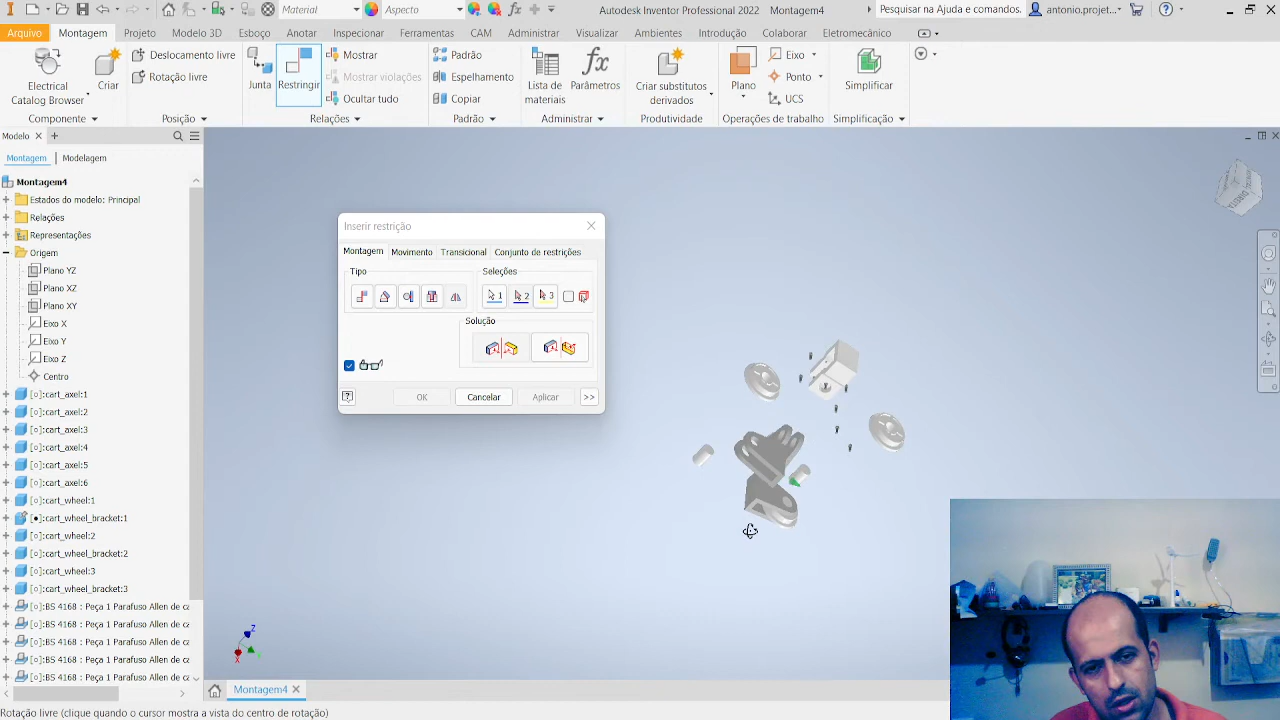 Material
Aspecto
Autodesk Inventor Professional 2022 Montagem4
Pesquisar na Ajuda e comandos.
antonio.projet...
Arquivo
Montagem
Projeto
Modelo 3D
Esboço
Anotar
Inspecionar
Ferramentas
CAM
Administrar
Visualizar
Ambientes
Introdução
Colaborar
Eletromecânico
Electrical
Catalog Browser
Criar
Deslocamento livre
Rotação livre
Junta
Restringir
Mostrar
Mostrar violações
Ocultar tudo
Padrão
Espelhamento
Copiar
Lista de
materiais
Parâmetros
Criar substitutos
derivados
Plano
Eixo
Ponto
UCS
Simplificar
Componente
Posição
Relações
Padrão
Administrar
Produtividade
Operações de trabalho
Simplificação
Modelo
Montagem
Modelagem
Montagem4
Estados do modelo: Principal
Relações
Representações
Origem
Plano YZ
Plano XZ
Plano XY
Eixo X
Eixo Y
Eixo Z
Centro
[o]:cart_axel:1
[o]:cart_axel:2
[o]:cart_axel:3
[o]:cart_axel:4
[o]:cart_axel:5
[o]:cart_axel:6
[o]:cart_wheel:1
[●]:cart_wheel_bracket:1
[o]:cart_wheel:2
[o]:cart_wheel_bracket:2
[o]:cart_wheel:3
[o]:cart_wheel_bracket:3
[o]:BS 4168 : Peça 1 Parafuso Allen de ca
[o]:BS 4168 : Peça 1 Parafuso Allen de ca
[o]:BS 4168 : Peça 1 Parafuso Allen de ca
[o]:BS 4168 : Peça 1 Parafuso Allen de ca
[o]:BS 4168 : Peça 1 Parafuso Allen de ca
Inserir restrição
Montagem
Movimento
Transicional
Conjunto de restrições
Tipo
Seleções
1
2
3
Solução
OK
Cancelar
Aplicar
>>
Z
X
Montagem4
Rotação livre (clique quando o cursor mostra a vista do centro de rotação)